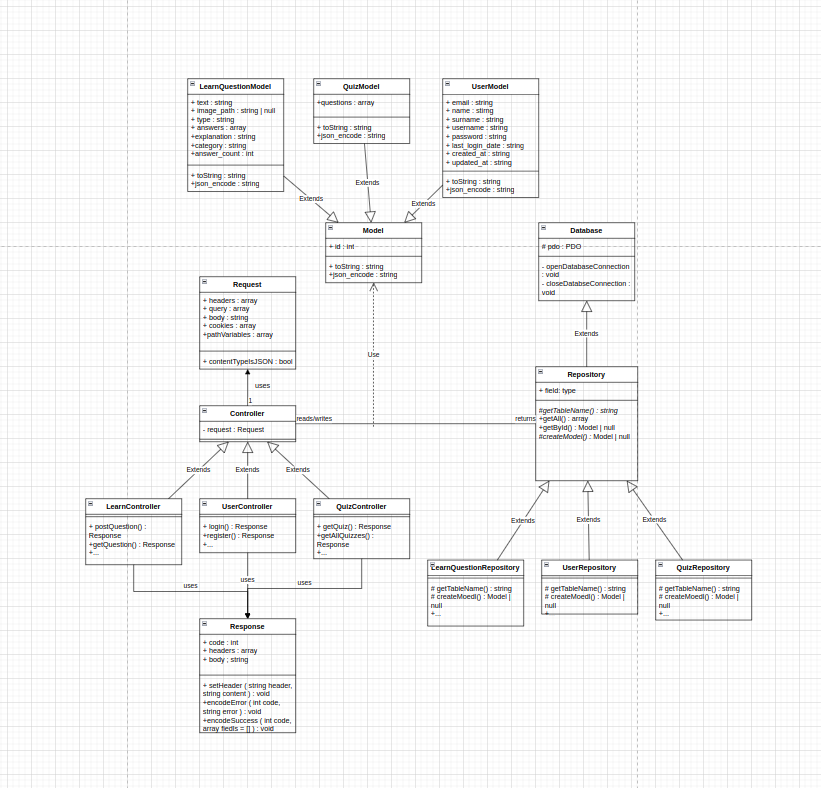 LearnQuestionModel
+ text : string
+ image_path : string | null
+ type : string
+ answers : array
+explanation : string
+category : string
+answer_count : int
+ toString : string
+json_encode : string
QuizModel
+questions : array
+ toString : string
+json_encode : string
UserModel
+ email : string
+ name : stirng
+ surname : string
+ username : string
+ password : string
+ last_login_date : string
+ created_at : string
+ updated_at : string
+ toString : string
+json_encode : string
Extends
Extends
Extends
Model
+ id : int
+ toString : string
+json_encode : string
Database
# pdo : PDO
- openDatabaseConnection
: void
- closeDatabseConnection :
void
Request
+ headers : array
+ query : array
+ body : string
+ cookies : array
+pathVariables : array
+ contentTypeIsJSON : bool
Extends
Use
uses
1
Repository
+ field: type
#getTableName() : string
+getAll() : array
+getById() : Model | null
#createModel() : Model | null
Controller
- request : Request
reads/writes
returns
Extends
Extends
Extends
LearnController
+ postQuestion() :
Response
+getQuestion() : Response
+...
UserController
+ login() : Response
+register() : Response
+...
QuizController
+ getQuiz() : Response
+getAllQuizzes() :
Response
+...
Extends
Extends
Extends
LearnQuestionRepository
# getTableName() : string
# createMoedl() : Model |
null
+...
UserRepository
# getTableName() : string
# createMoedl() : Model |
null
+...
QuizRepository
# getTableName() : string
# createMoedl() : Model |
null
+...
uses
uses
uses
Response
+ code : int
+ headers : array
+ body ; string
+ setHeader ( string header,
string content ) : void
+encodeError ( int code,
string error ) : void
+encodeSuccess ( int code,
array fiedls = [] ) : void